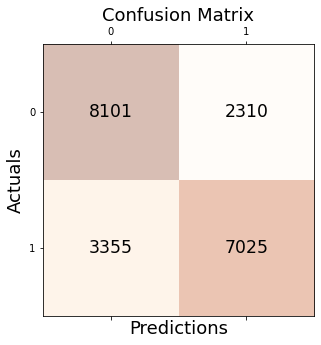 Confusion Matrix
0 1
0 8101 2310
Actuals
1 3355 7025
Predictions